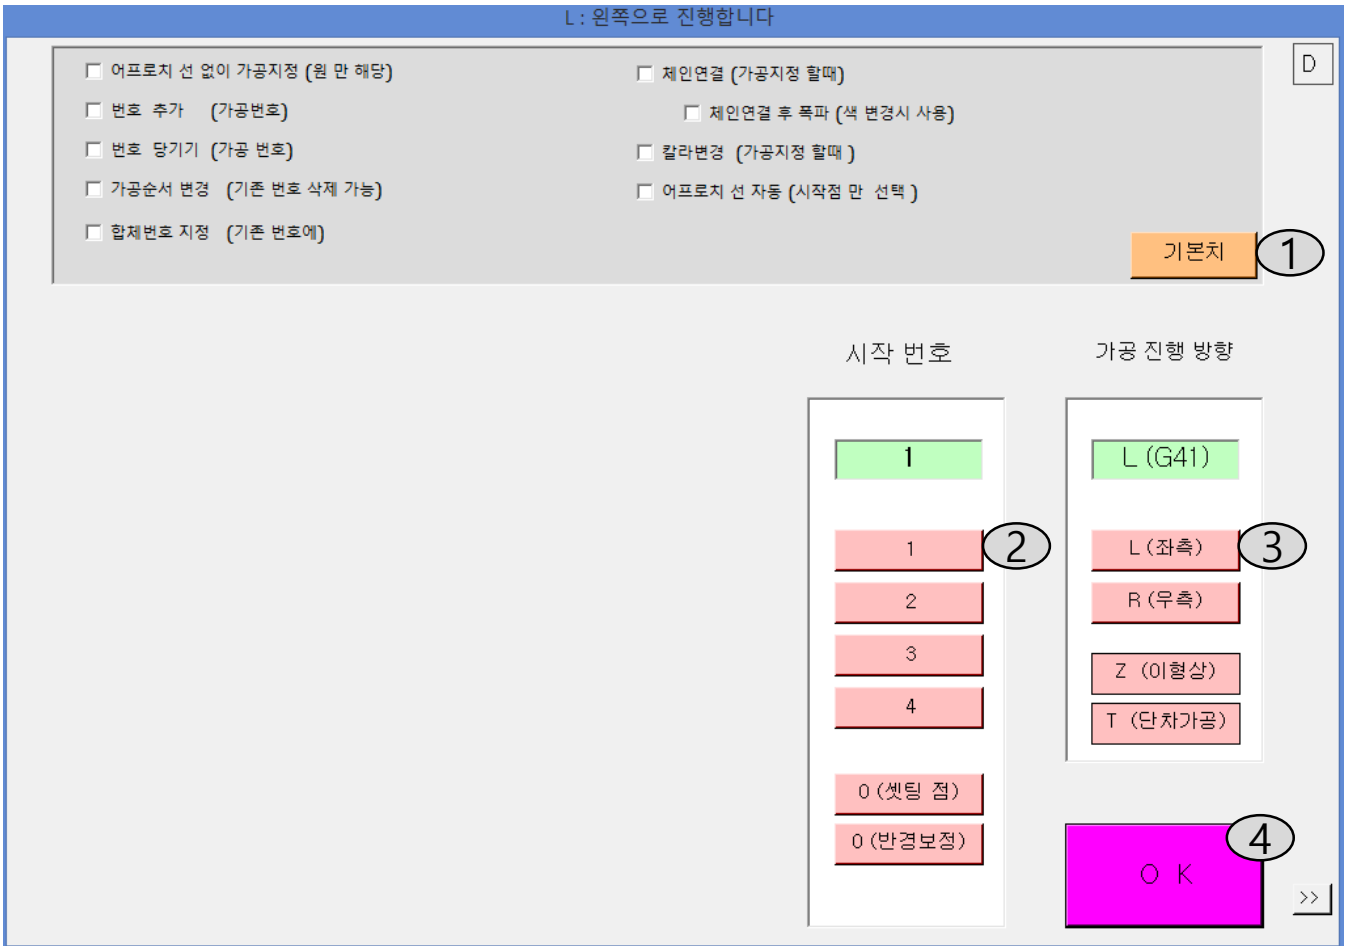 L : 왼쪽으로 진행합니다
D
어프로치 선 없이 가공지정 (원 만 해당)
체인연결 (가공지정 할때)
번호 추가 (가공번호)
체인연결 후 폭파 (색 변경시 사용)
번호 당기기 (가공 번호)
칼라변경 (가공지정 할때 )
가공순서 변경 (기존 번호 삭제 가능)
어프로치 선 자동 (시작점 만 선택 )
합체번호 지정 (기존 번호에)
기본치
1
시작 번호
가공 진행 방향
1
L (G41)
1
2
L (좌측)
3
2
R (우측)
3
Z (이형상)
4
T (단차가공)
0 (셋팅 점)
0 (반경보정)
4
O K
>>